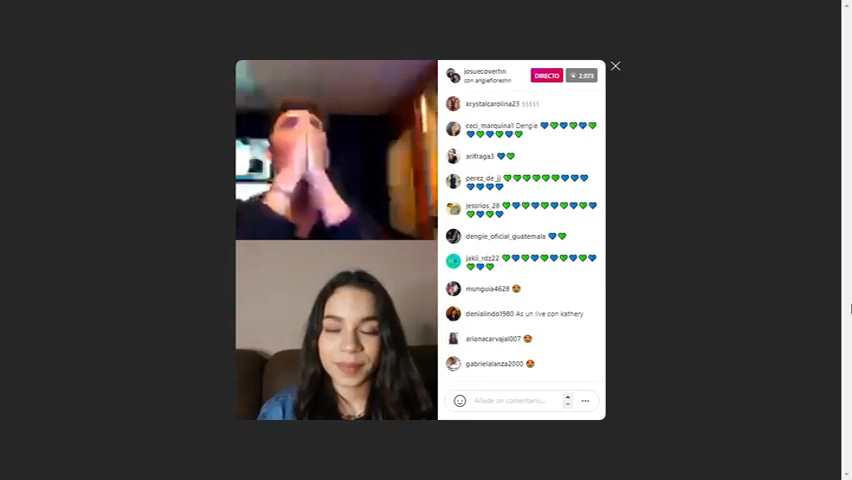 josuecoverhn
con angiefloreshn
DIRECTO
2.073
krystalcarolina23 sssss
ceci_marquina1 Dengie 💙💚💙💚💙💚
💙💚💙💚💙💚
arifraga3 💙💚
perez_de_jj 💚💚💚💚💚💚💙💙💙
💙💙💙💙
jessrios_28 💚💙💚💙💚💙💚💙💚
💙💚💙💚
dengie_oficial_guatemala 💙💚
jakii_rdz22 💚💙💚💙💚💙💚💙💚💙
💚💙💚
munguia4628 😍
denialindo1980 As un live con kathery
arianacarvajal007 😍
gabrielalanza2000 😍
Añade un comentario...